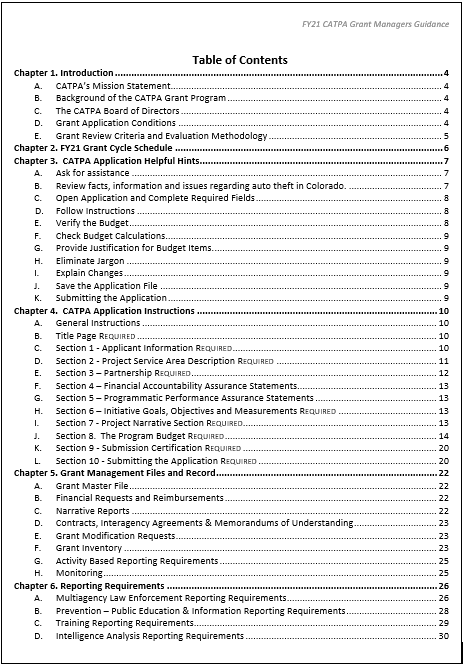 FY21 CATPA Grant Managers Guidance
Table of Contents
Chapter 1. Introduction 4
A. CATPA's Mission Statement 4
B. Background of the CATPA Grant Program 4
C. The CATPA Board of Directors 4
D. Grant Application Conditions 4
E. Grant Review Criteria and Evaluation Methodology 5
Chapter 2. FY21 Grant Cycle Schedule 6
Chapter 3. CATPA Application Helpful Hints 7
A. Ask for assistance 7
B. Review facts, information and issues regarding auto theft in Colorado. 7
C. Open Application and Complete Required Fields 8
D. Follow Instructions 8
E. Verify the Budget 8
F. Check Budget Calculations 9
G. Provide Justification for Budget Items. 9
H. Eliminate Jargon 9
I. Explain Changes 9
J. Save the Application File 9
K. Submitting the Application 9
Chapter 4. CATPA Application Instructions 10
A. General Instructions 10
B. Title Page REQUIRED 10
C. Section 1 - Applicant Information REQUIRED 10
D. Section 2 - Project Service Area Description REQUIRED 11
E. Section 3 – Partnership REQUIRED 12
F. Section 4 – Financial Accountability Assurance Statements 13
G. Section 5 – Programmatic Performance Assurance Statements 13
H. Section 6 – Initiative Goals, Objectives and Measurements REQUIRED 13
I. Section 7 - Project Narrative Section REQUIRED 13
J. Section 8. The Program Budget REQUIRED 14
K. Section 9 - Submission Certification REQUIRED 20
L. Section 10 - Submitting the Application REQUIRED 20
Chapter 5. Grant Management Files and Record 22
A. Grant Master File 22
B. Financial Requests and Reimbursements 22
C. Narrative Reports 22
D. Contracts, Interagency Agreements & Memorandums of Understanding 23
E. Grant Modification Requests 23
F. Grant Inventory 23
G. Activity Based Reporting Requirements 25
H. Monitoring 25
Chapter 6. Reporting Requirements 26
A. Multiagency Law Enforcement Reporting Requirements 26
B. Prevention – Public Education & Information Reporting Requirements 28
C. Training Reporting Requirements 29
D. Intelligence Analysis Reporting Requirements 30